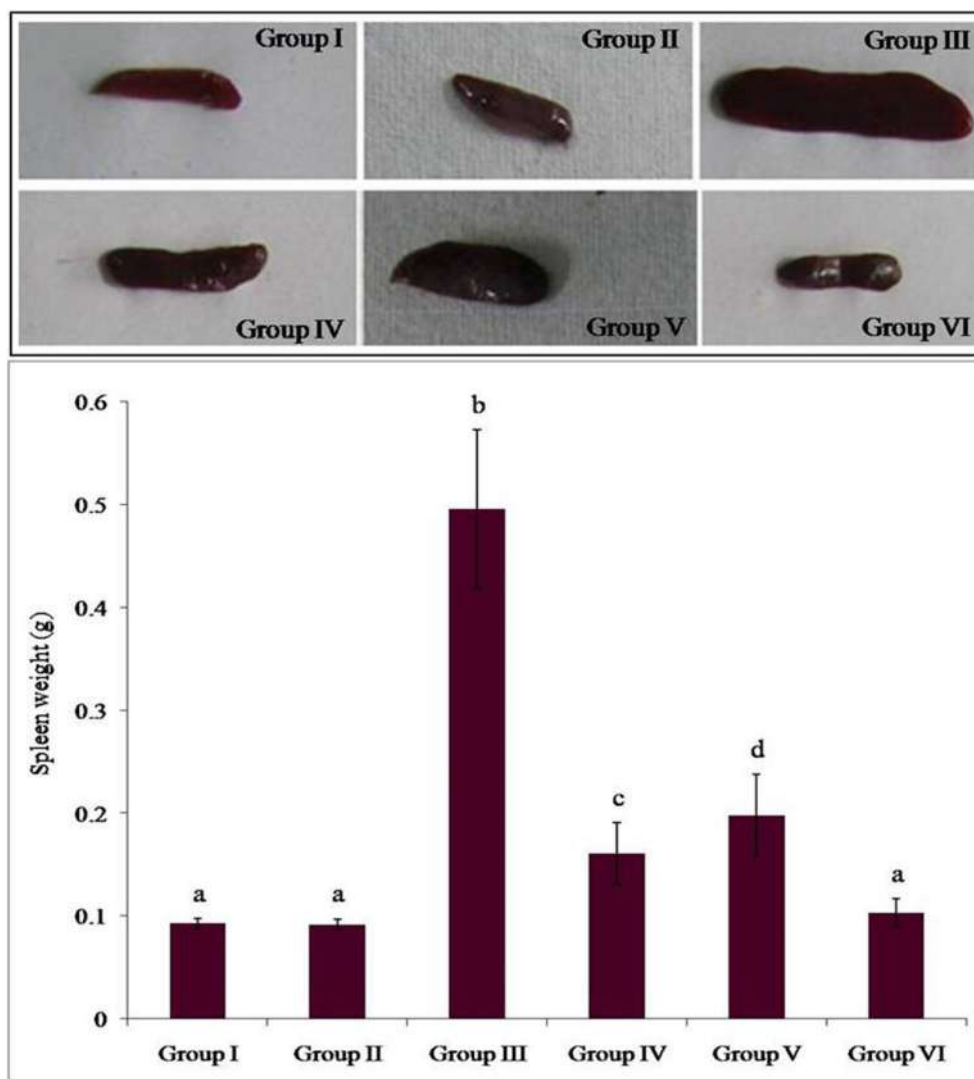 Group I
Group II
Group III
Group IV
Group V
Group VI
0.6
0.5
0.4
0.3
0.2
0.1
0
Spleen weight (g)
a
a
b
c
d
a
Group I
Group II
Group III
Group IV
Group V
Group VI